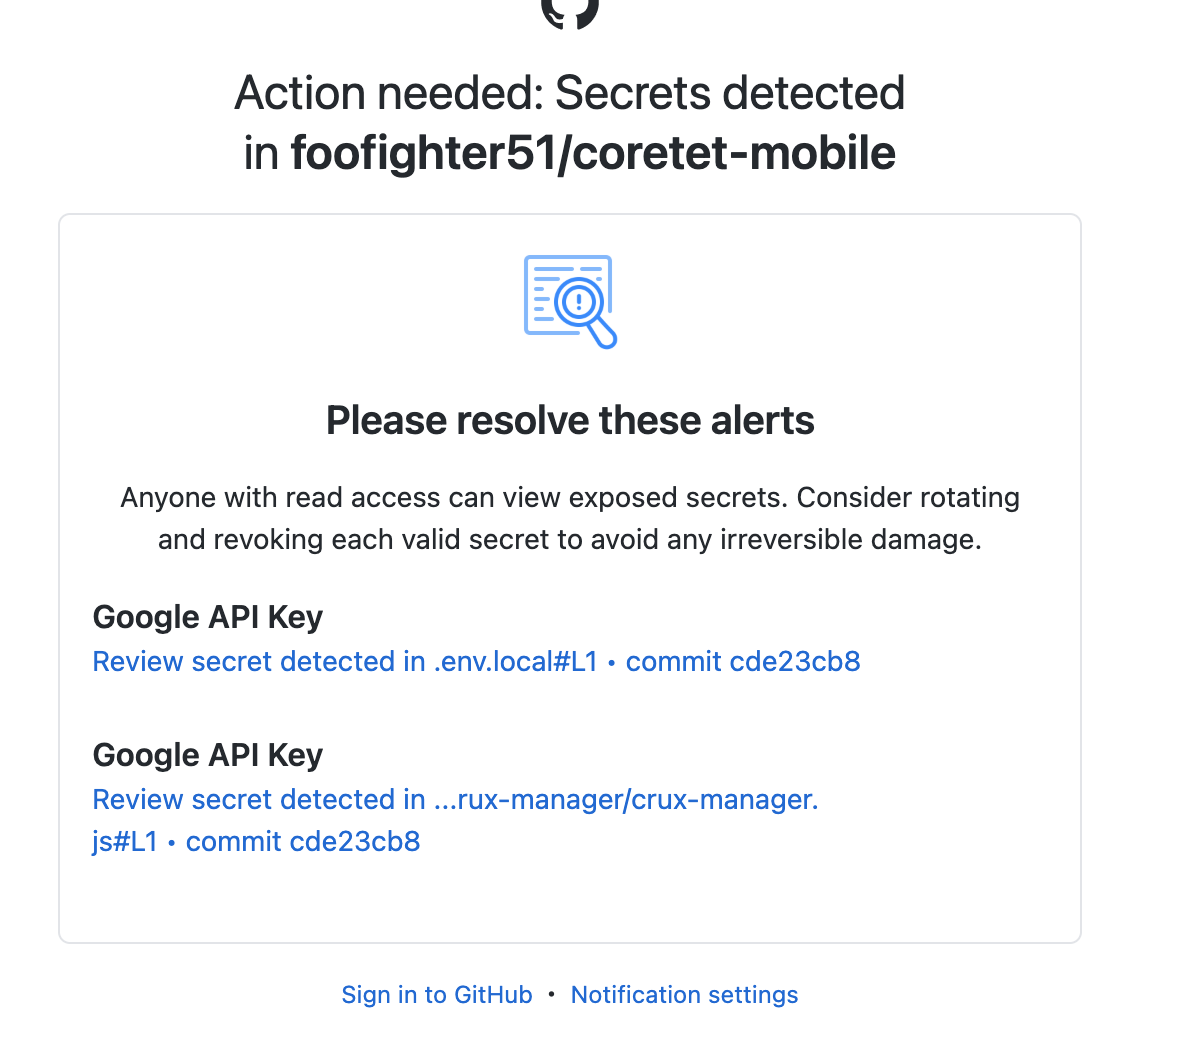 Action needed: Secrets detected
in foofighter51/coretet-mobile
Please resolve these alerts
Anyone with read access can view exposed secrets. Consider rotating
and revoking each valid secret to avoid any irreversible damage.
Google API Key
Review secret detected in .env.local#L1 • commit cde23cb8
Google API Key
Review secret detected in ...rux-manager/crux-manager.
js#L1 • commit cde23cb8
Sign in to GitHub • Notification settings